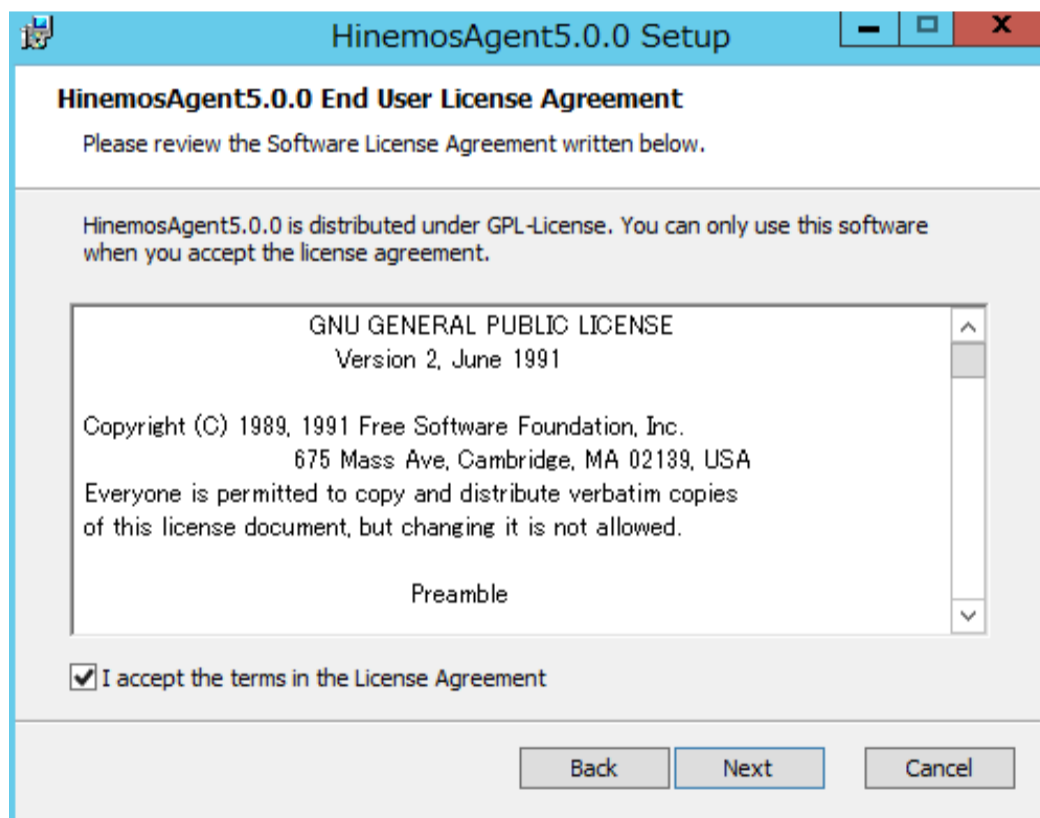 HinemosAgent5.0.0 Setup
HinemosAgent5.0.0 End User License Agreement
Please review the Software License Agreement written below.
HinemosAgent5.0.0 is distributed under GPL-License. You can only use this software
when you accept the license agreement.
GNU GENERAL PUBLIC LICENSE
Version 2, June 1991
Copyright (C) 1989, 1991 Free Software Foundation, Inc.
675 Mass Ave, Cambridge, MA 02139, USA
Everyone is permitted to copy and distribute verbatim copies
of this license document, but changing it is not allowed.
Preamble
I accept the terms in the License Agreement
Back Next Cancel